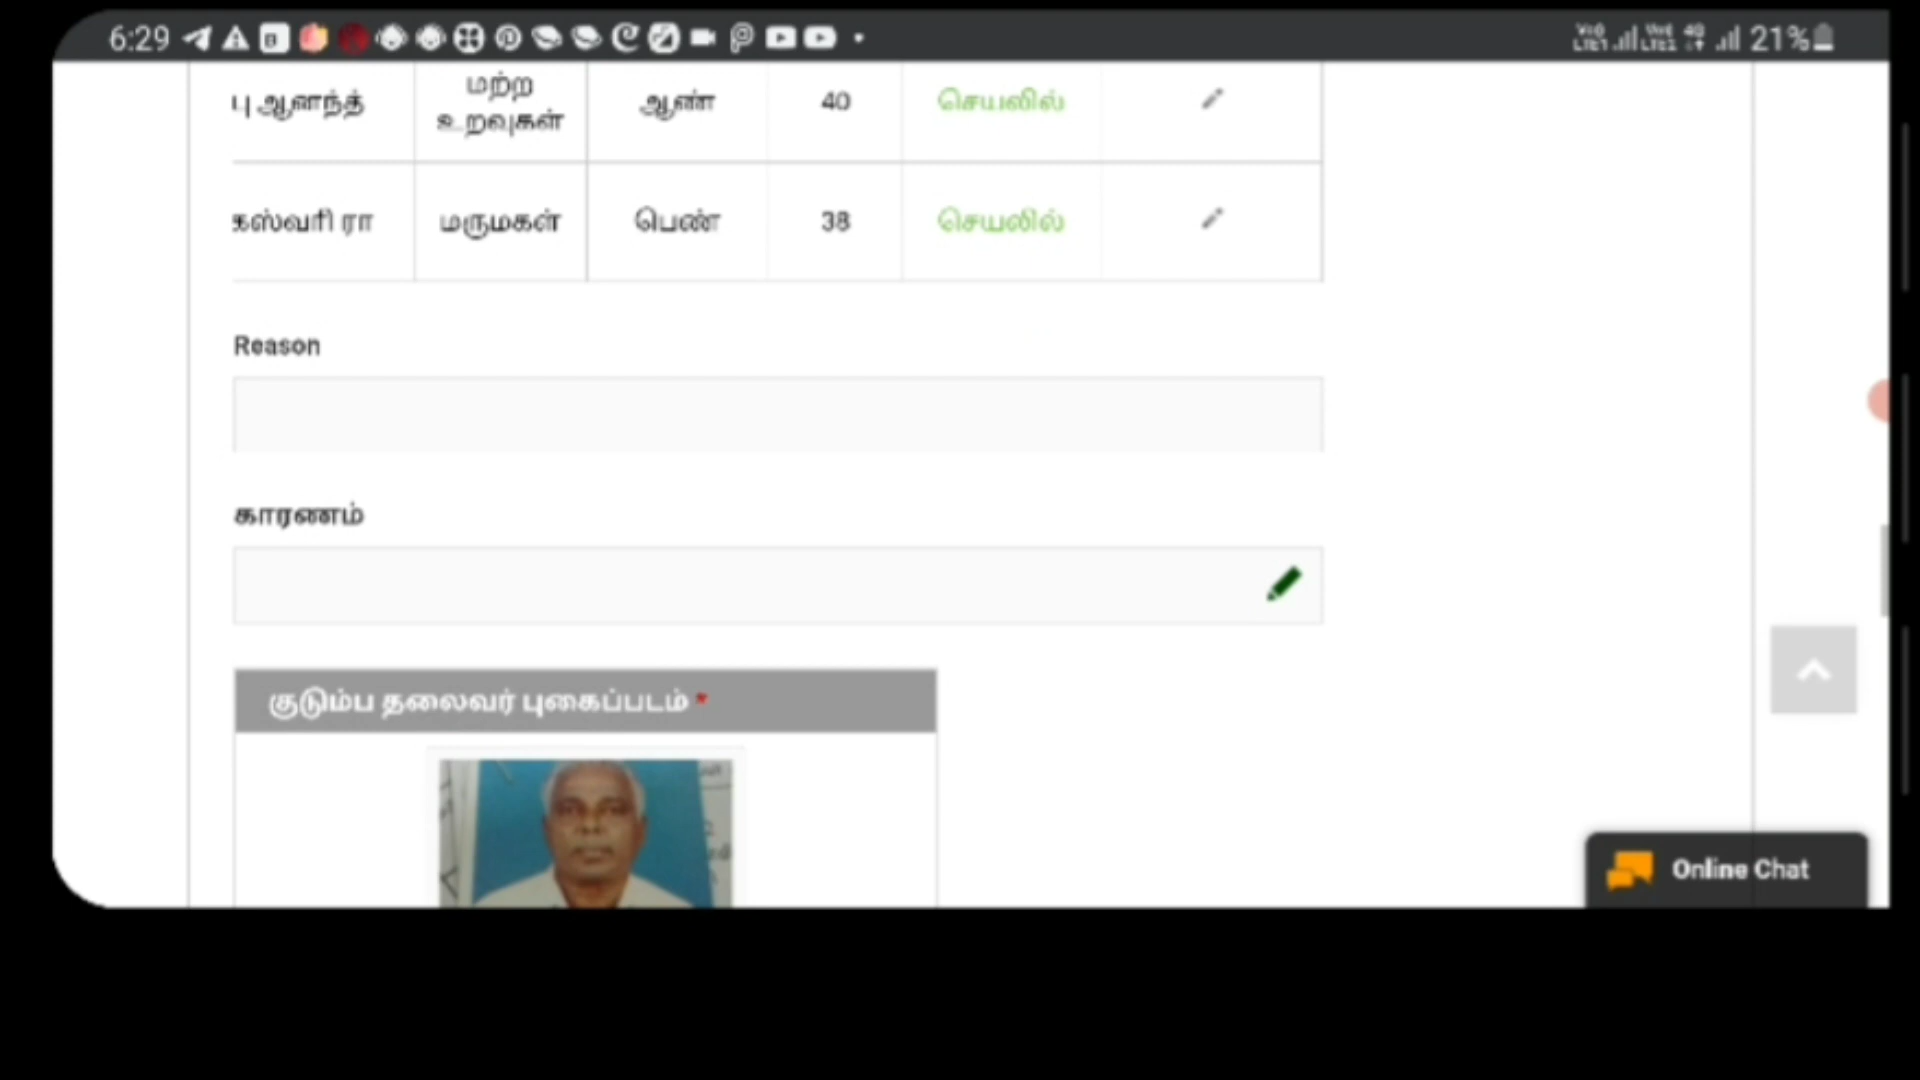 6:29
21%
பு ஆனந்த்
மற்ற
உறவுகள்
ஆண்
40
செயலில்
கஸ்வரி ரா
மருமகள்
பெண்
38
செயலில்
Reason
காரணம்
குடும்ப தலைவர் புகைப்படம் *
Online Chat